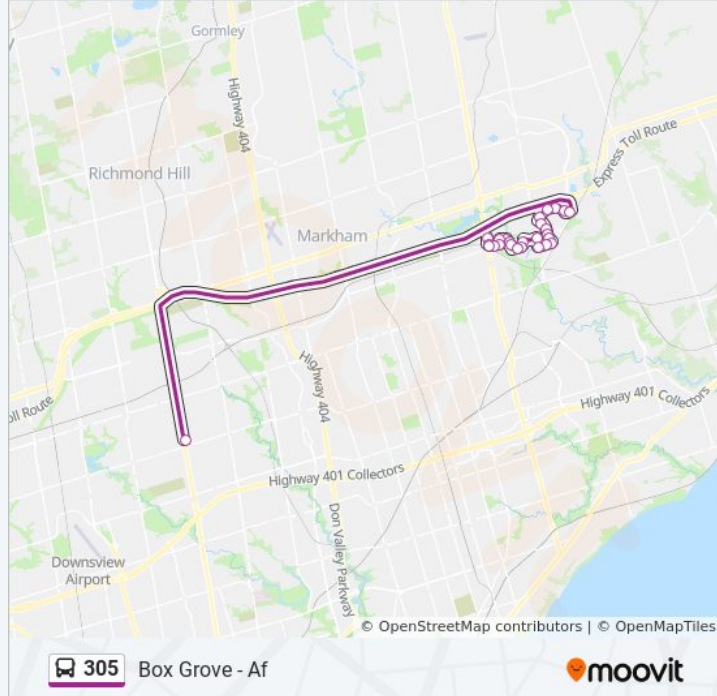 Gormley
Highway 404
Express Toll Route
Richmond Hill
Markham
Highway 404
oll Route
Highway 401 Collectors
Highway 401 Collectors
Don Valley Parkway
Downsview
Airport
© OpenStreetMap contributors | © OpenMapTiles
305 Box Grove - Af
moovit